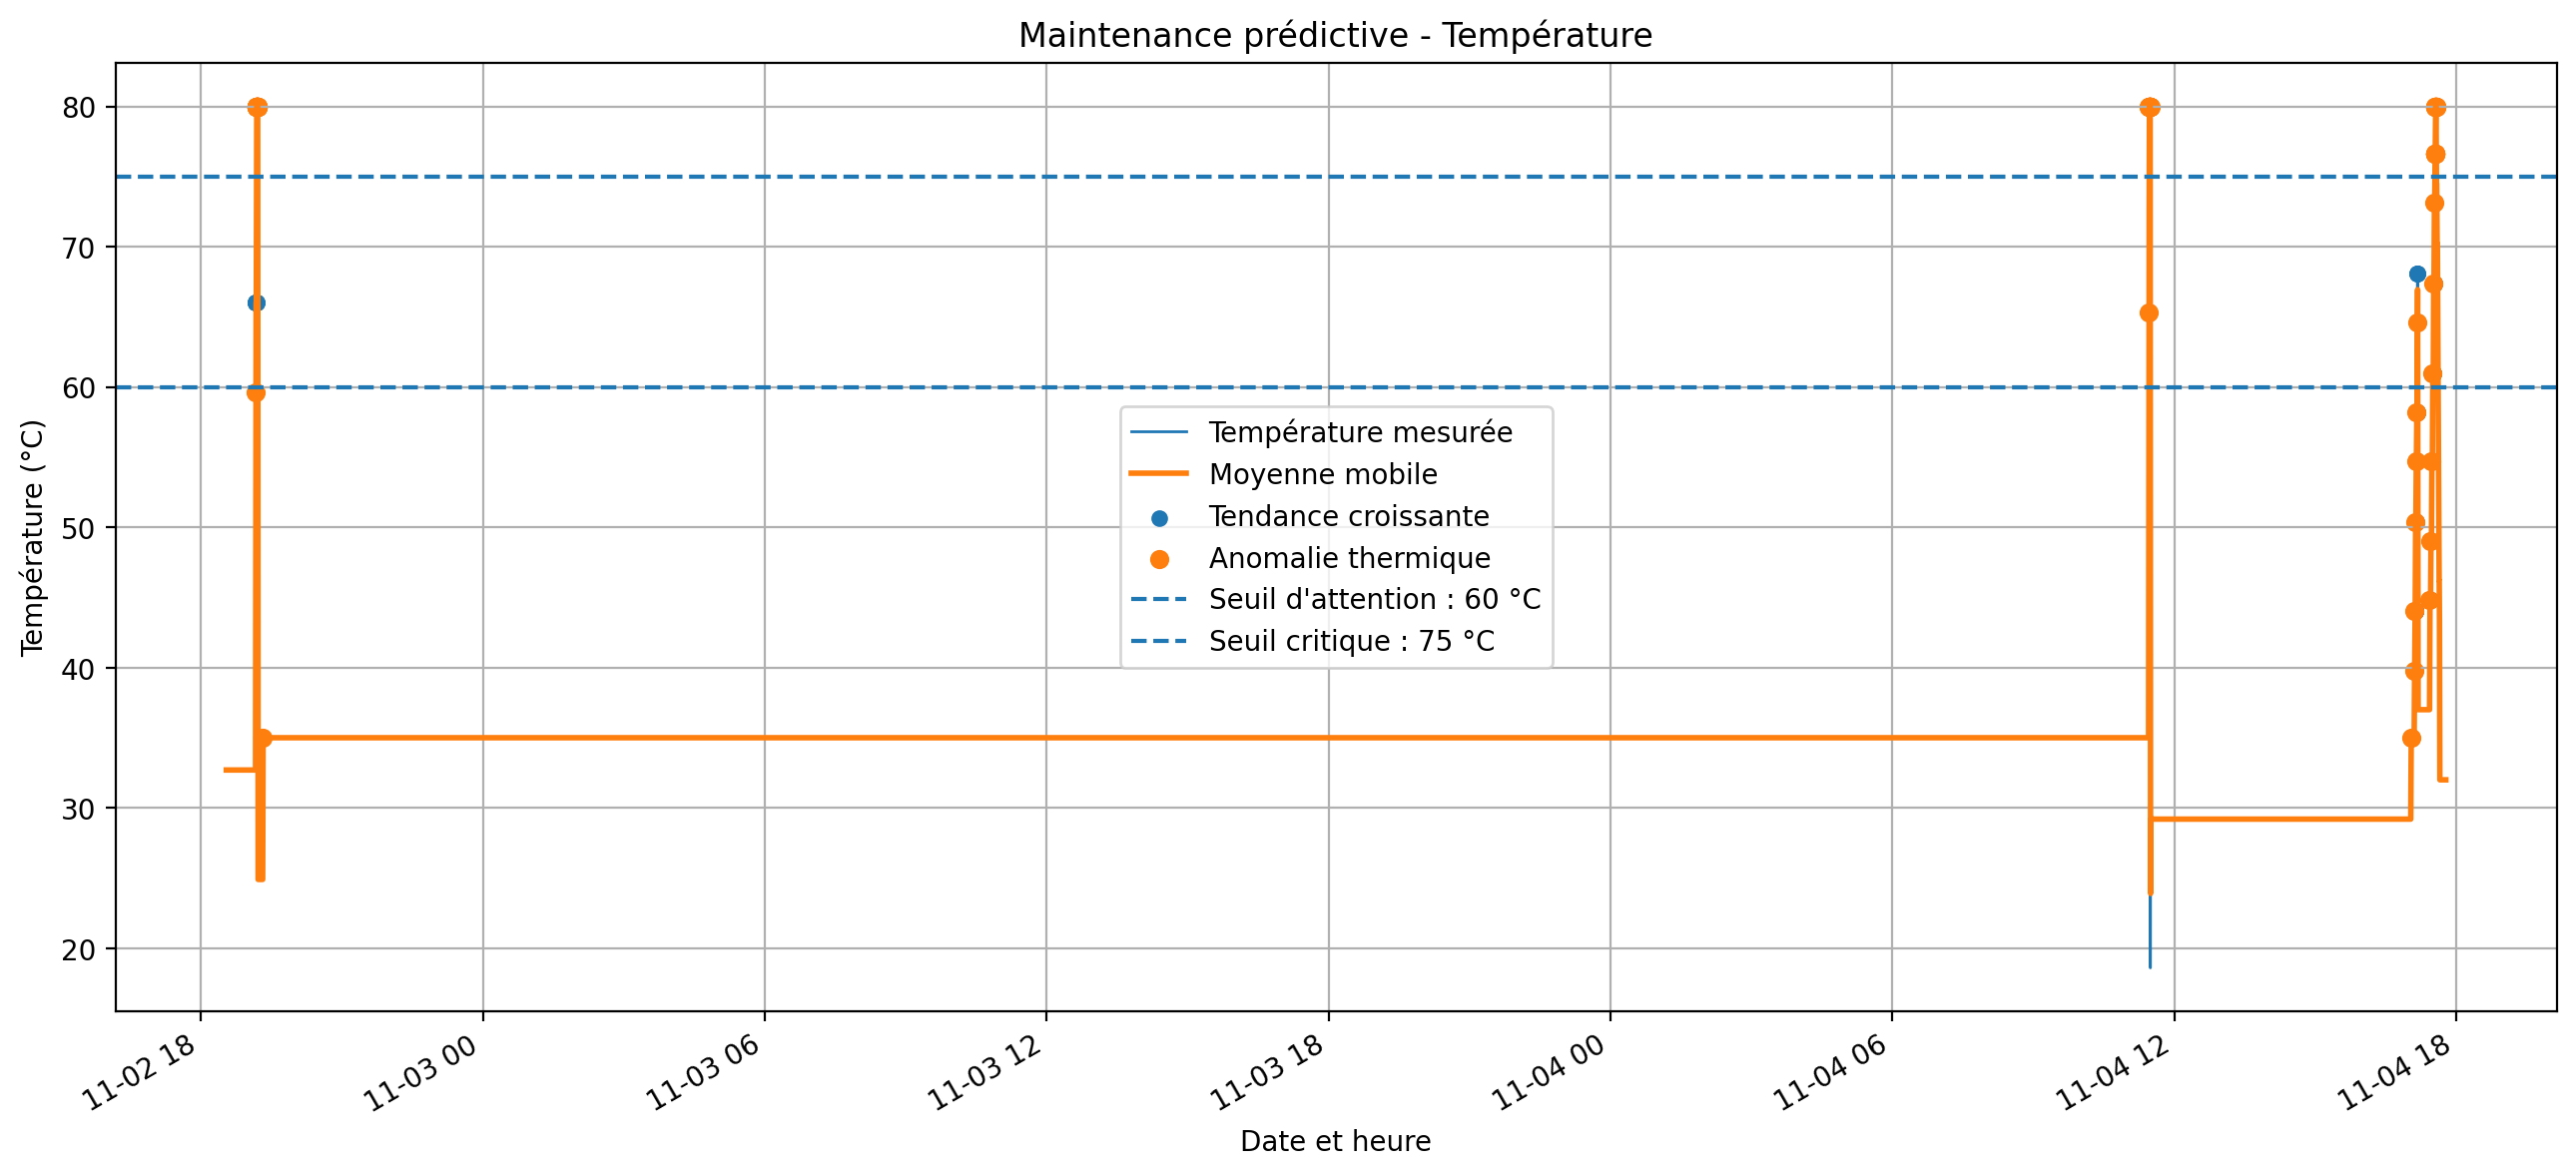 Maintenance prédictive - Température
Température (°C)
80
70
60
50
40
30
20
Température mesurée
Moyenne mobile
Tendance croissante
Anomalie thermique
Seuil d'attention : 60 °C
Seuil critique : 75 °C
11-02 18
11-03 00
11-03 06
11-03 12
11-03 18
11-04 00
11-04 06
11-04 12
11-04 18
Date et heure